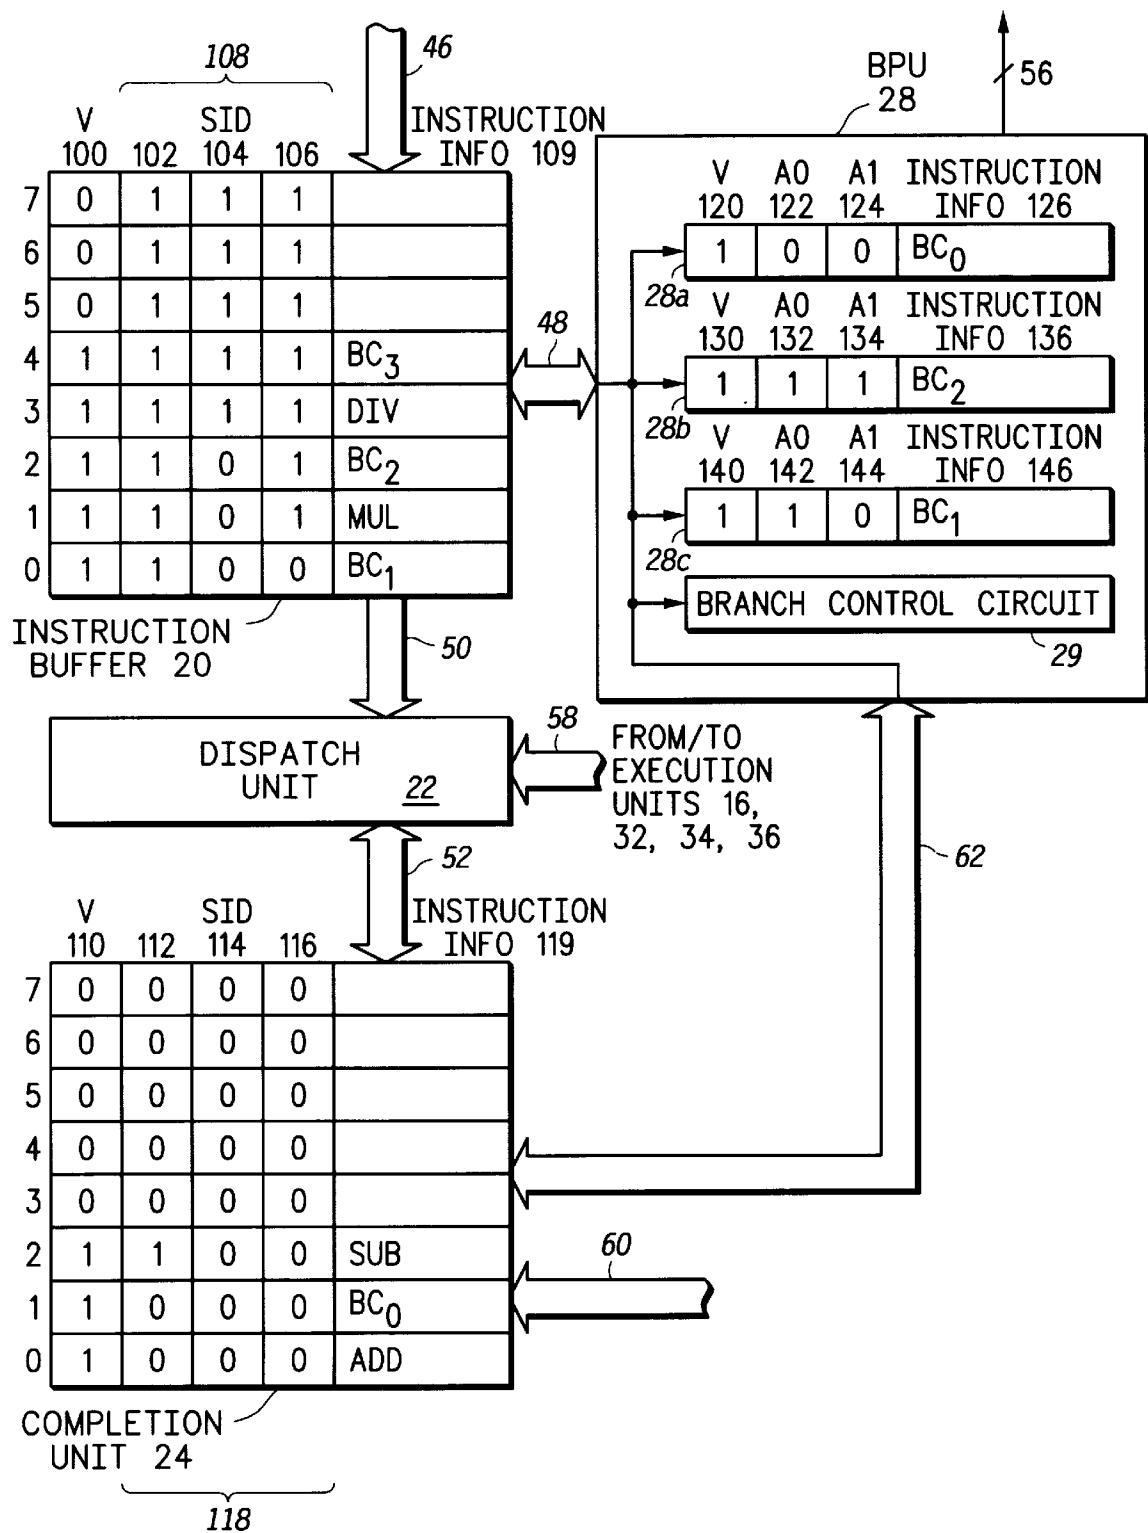 108
46
V
SID
INSTRUCTION
100 102 104 106 INFO 109
7 0 1 1 1
6 0 1 1 1
5 0 1 1 1
4 1 1 1 1 BC3
3 1 1 1 1 DIV
2 1 1 0 1 BC2
1 1 1 0 1 MUL
0 1 1 0 0 BC1
INSTRUCTION
BUFFER 20
50
48
BPU
28
56
V A0 A1 INSTRUCTION
120 122 124 INFO 126
1 0 0 BC0
28a
V A0 A1 INSTRUCTION
130 132 134 INFO 136
1 1 1 BC2
28b
V A0 A1 INSTRUCTION
140 142 144 INFO 146
1 1 0 BC1
28c
BRANCH CONTROL CIRCUIT
29
DISPATCH
UNIT 22
58
FROM/TO
EXECUTION
UNITS 16,
32, 34, 36
52
62
V SID INSTRUCTION
110 112 114 116 INFO 119
7 0 0 0 0
6 0 0 0 0
5 0 0 0 0
4 0 0 0 0
3 0 0 0 0
2 1 1 0 0 SUB
1 1 0 0 0 BC0
0 1 0 0 0 ADD
60
COMPLETION
UNIT 24
118